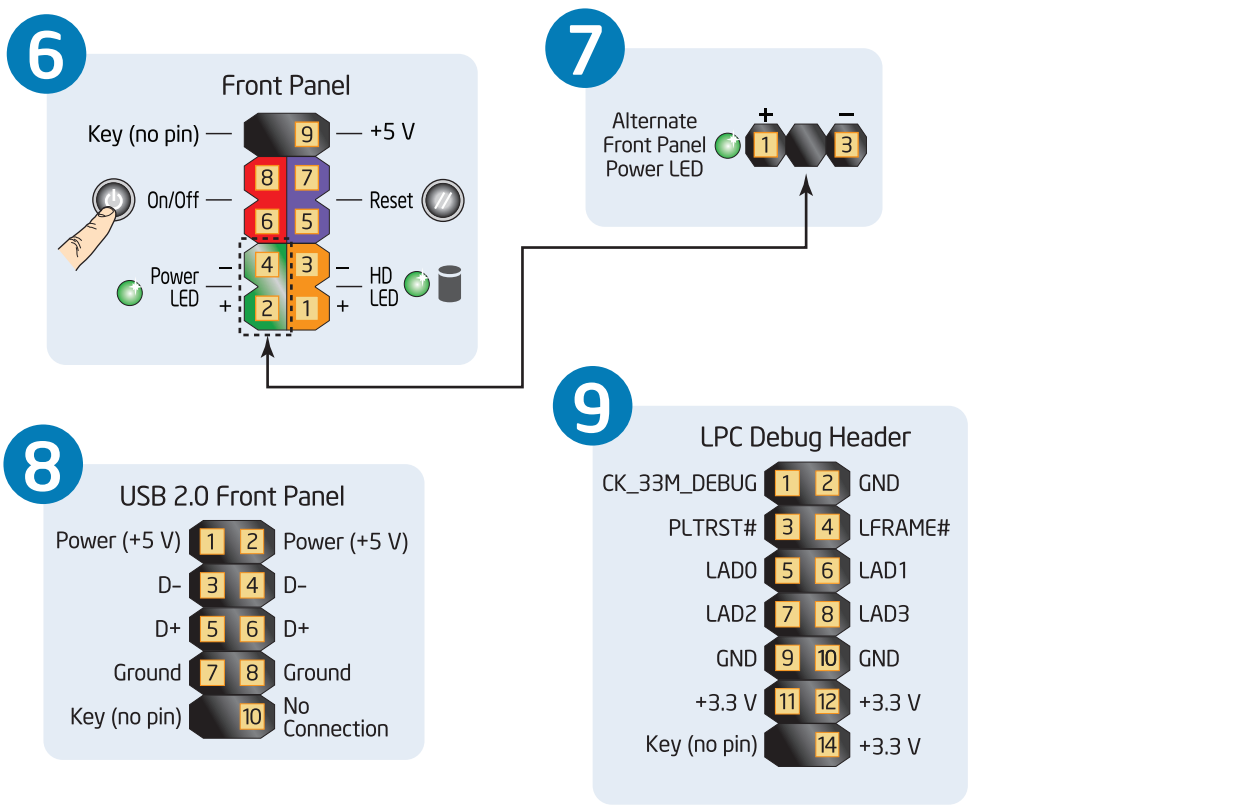 6
Front Panel
Key (no pin) 9 +5 V
8 7
On/Off Reset
6 5
Power LED
- 4 3 - HD LED
+ 2 1 +
7
Alternate
Front Panel
Power LED
+ -
1 3
8
USB 2.0 Front Panel
Power (+5 V) 1 2 Power (+5 V)
D- 3 4 D-
D+ 5 6 D+
Ground 7 8 Ground
Key (no pin) 10 No
Connection
9
LPC Debug Header
CK_33M_DEBUG 1 2 GND
PLTRST# 3 4 LFRAME#
LAD0 5 6 LAD1
LAD2 7 8 LAD3
GND 9 10 GND
+3.3 V 11 12 +3.3 V
Key (no pin) 14 +3.3 V